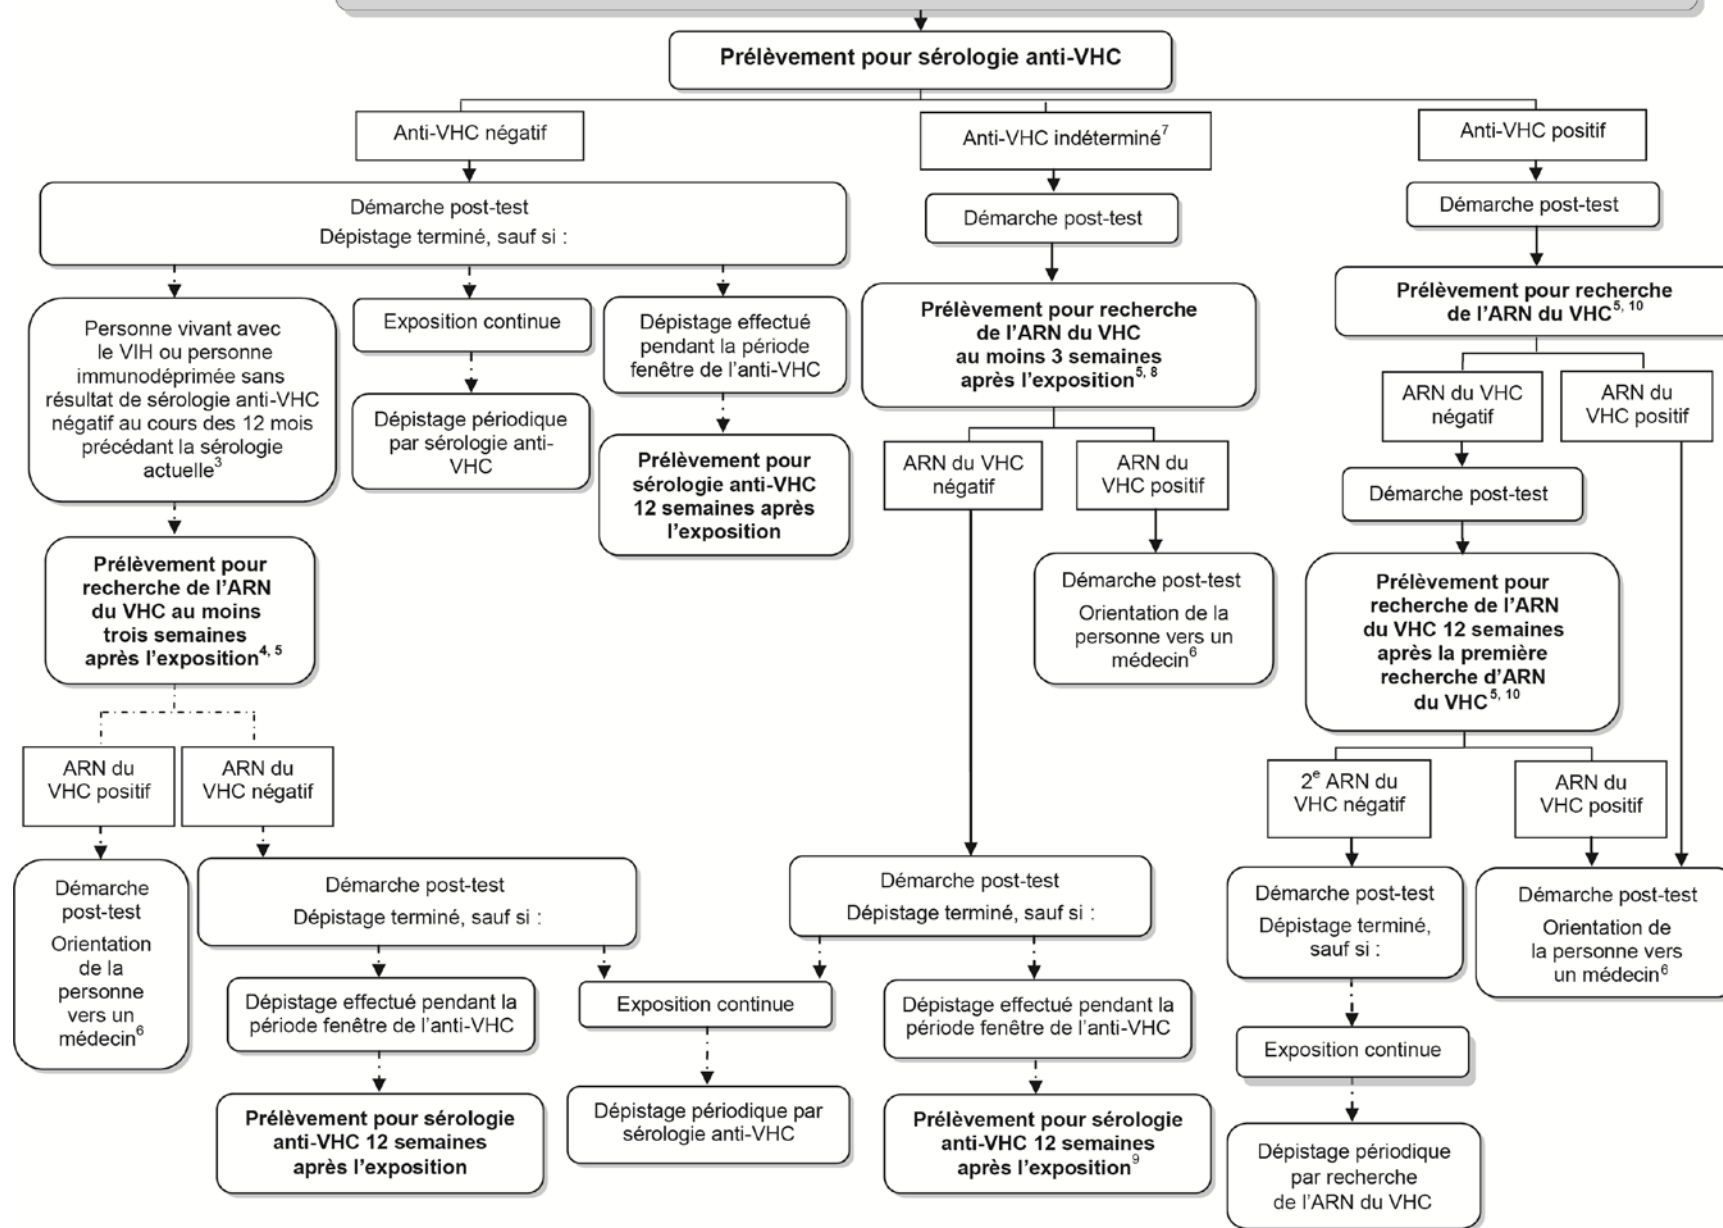 Prélèvement pour sérologie anti-VHC
Anti-VHC négatif
Anti-VHC indéterminé7
Anti-VHC positif
Démarche post-test
Dépistage terminé, sauf si :
Démarche post-test
Démarche post-test
Personne vivant avec
le VIH ou personne
immunodéprimée sans
résultat de sérologie anti-VHC
négatif au cours des 12 mois
précédant la sérologie
actuelle3
Exposition continue
Dépistage effectué
pendant la période
fenêtre de l'anti-VHC
Prélèvement pour recherche
de l'ARN du VHC
au moins 3 semaines
après l'exposition5, 8
Prélèvement pour recherche
de l'ARN du VHC5, 10
Dépistage périodique
par sérologie anti-
VHC
Prélèvement pour
sérologie anti-VHC
12 semaines après
l'exposition
ARN du VHC
négatif
ARN du
VHC positif
ARN du VHC
négatif
ARN du
VHC positif
Démarche post-test
Prélèvement pour
recherche de l'ARN
du VHC au moins
trois semaines
après l'exposition4, 5
Démarche post-test
Orientation de la
personne vers un
médecin6
Prélèvement pour
recherche de l'ARN
du VHC 12 semaines
après la première
recherche d'ARN
du VHC5, 10
ARN du
VHC positif
ARN du
VHC négatif
2e ARN du
VHC négatif
ARN du
VHC positif
Démarche
post-test
Orientation
de la
personne
vers un
médecin6
Démarche post-test
Dépistage terminé, sauf si :
Démarche post-test
Dépistage terminé, sauf si :
Démarche post-test
Dépistage terminé,
sauf si :
Démarche post-test
Orientation de
la personne vers
un médecin6
Dépistage effectué pendant la
période fenêtre de l'anti-VHC
Exposition continue
Dépistage effectué pendant la
période fenêtre de l'anti-VHC
Exposition continue
Prélèvement pour sérologie
anti-VHC 12 semaines
après l'exposition
Dépistage périodique par
sérologie anti-VHC
Prélèvement pour sérologie
anti-VHC 12 semaines
après l'exposition9
Dépistage périodique
par recherche
de l'ARN du VHC